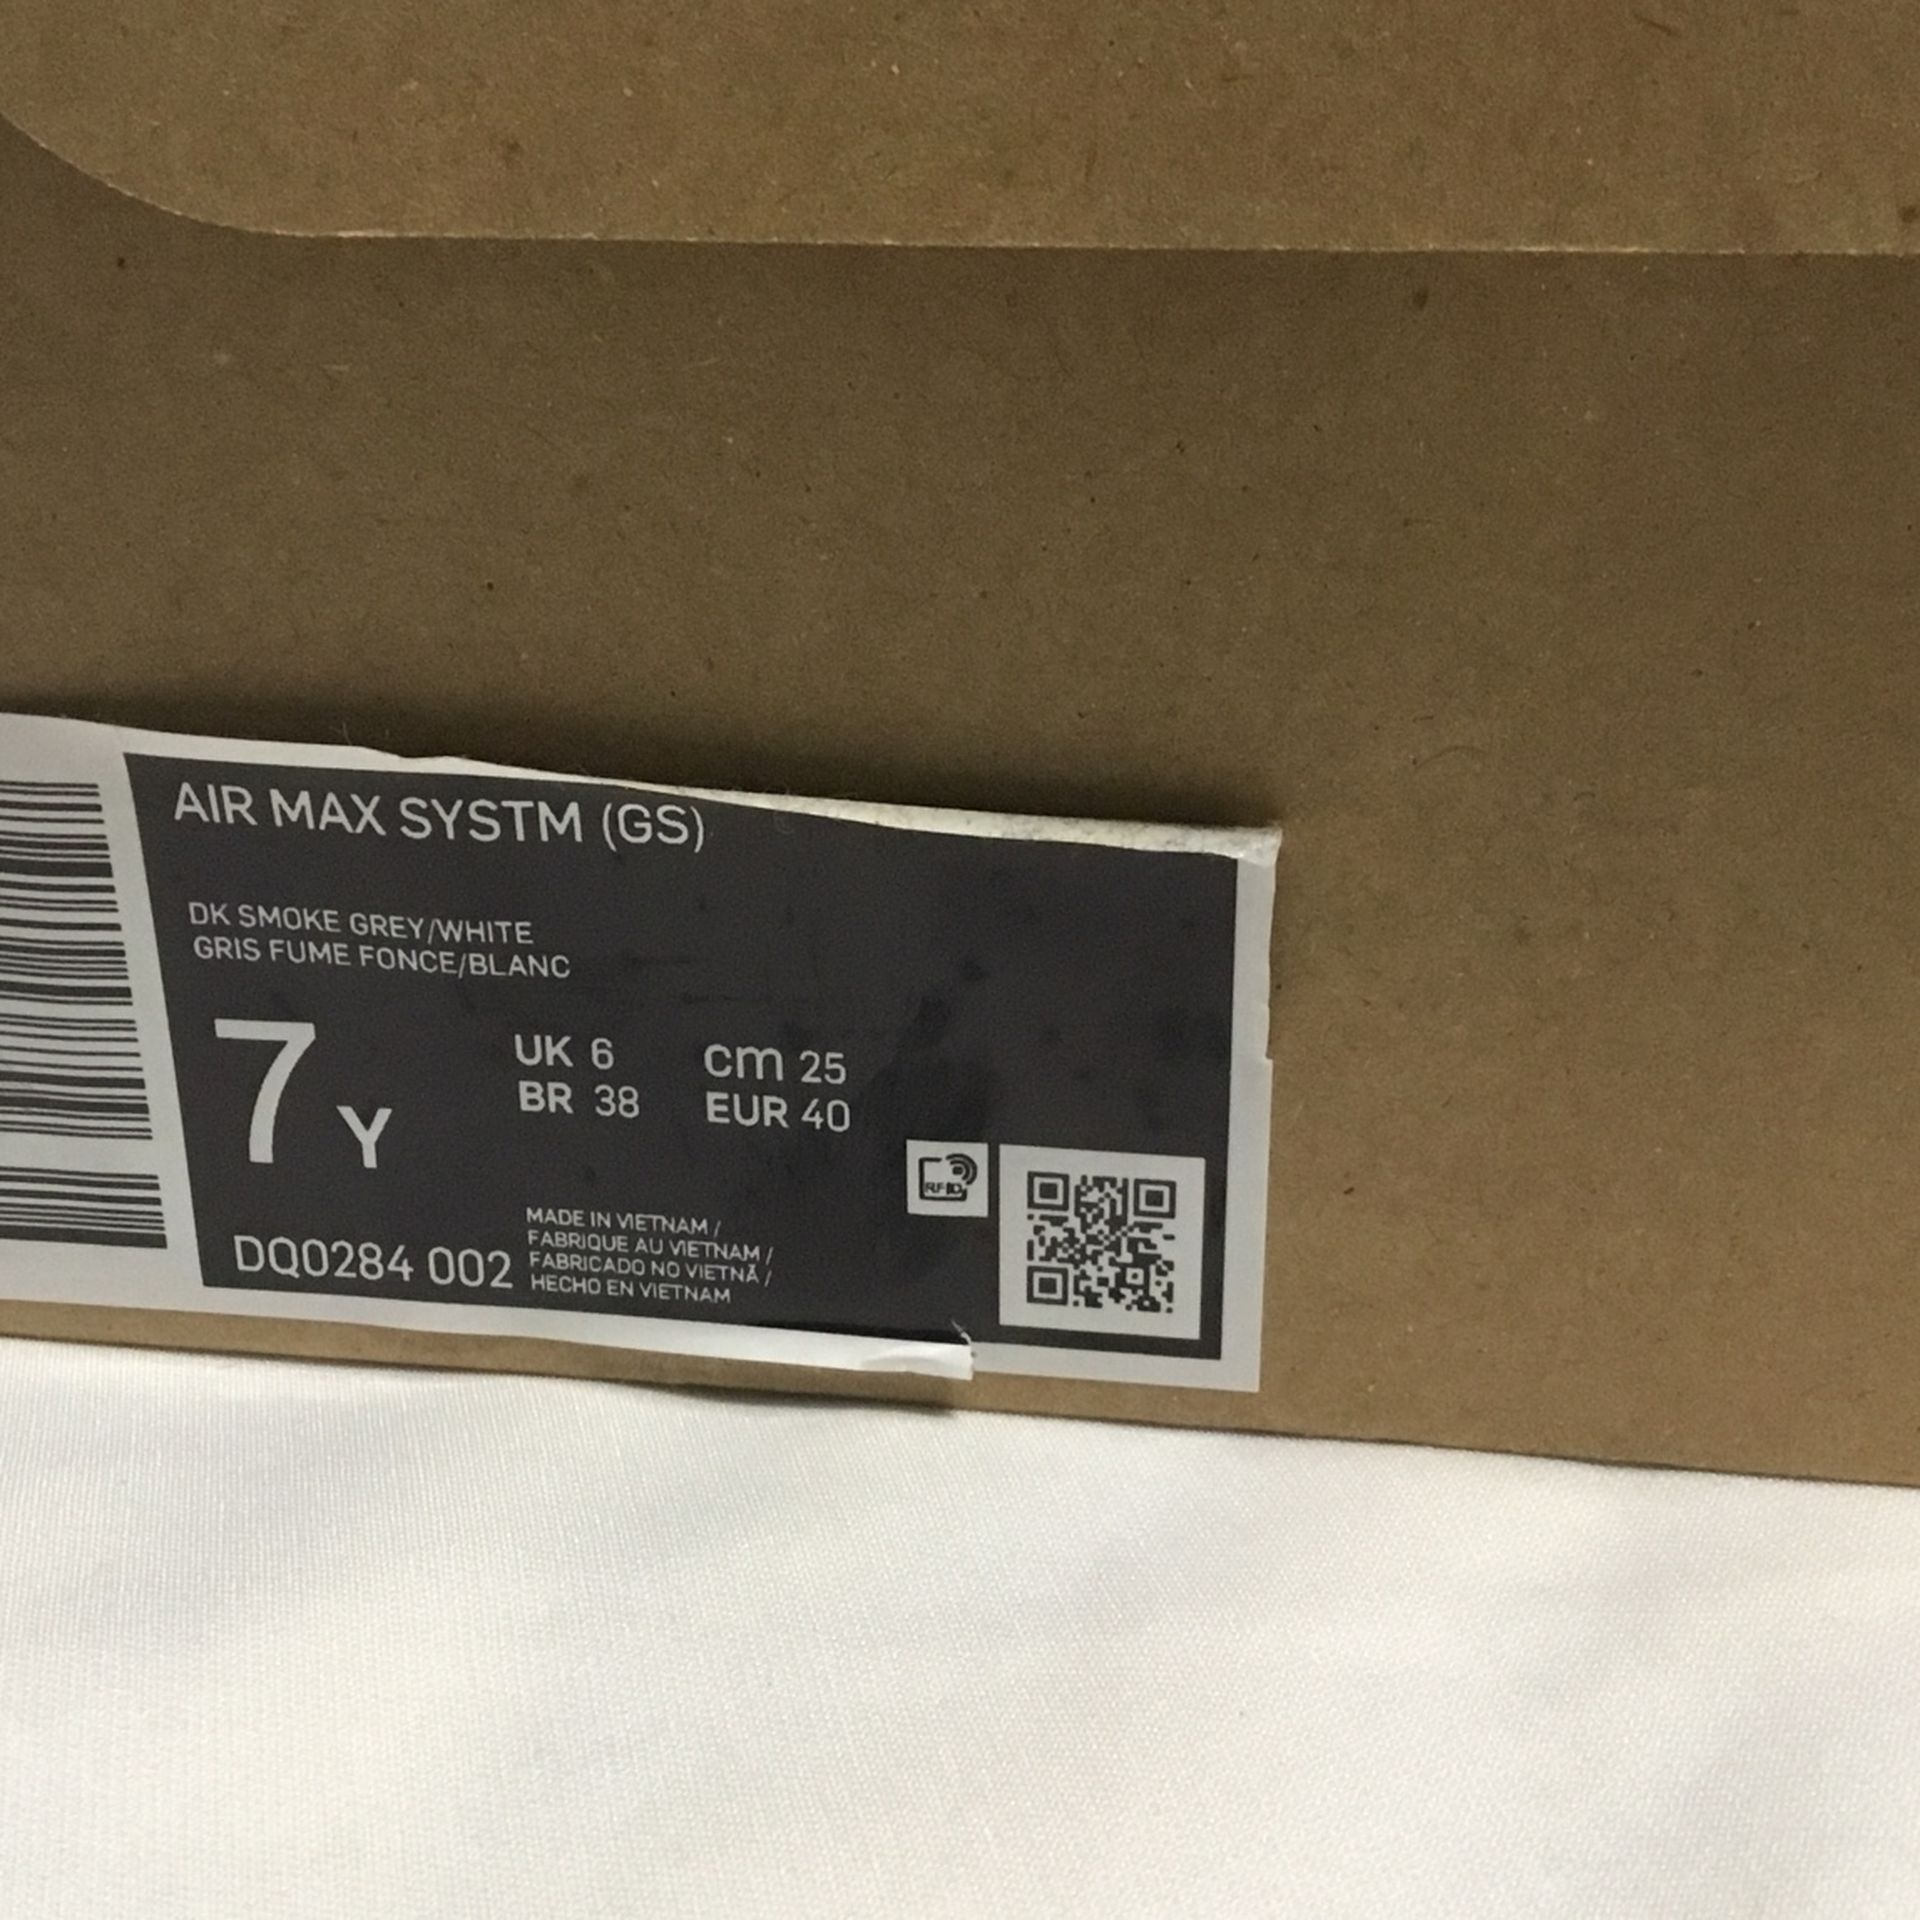 AIR MAX SYSTM (GS)
DK SMOKE GREY/WHITE
GRIS FUME FONCE/BLANC
7 Y
UK 6 cm 25
BR 38 EUR 40
RFID
DQ0284 002
MADE IN VIETNAM /
FABRIQUE AU VIETNAM /
FABRICADO NO VIETNÃ /
HECHO EN VIETNAM